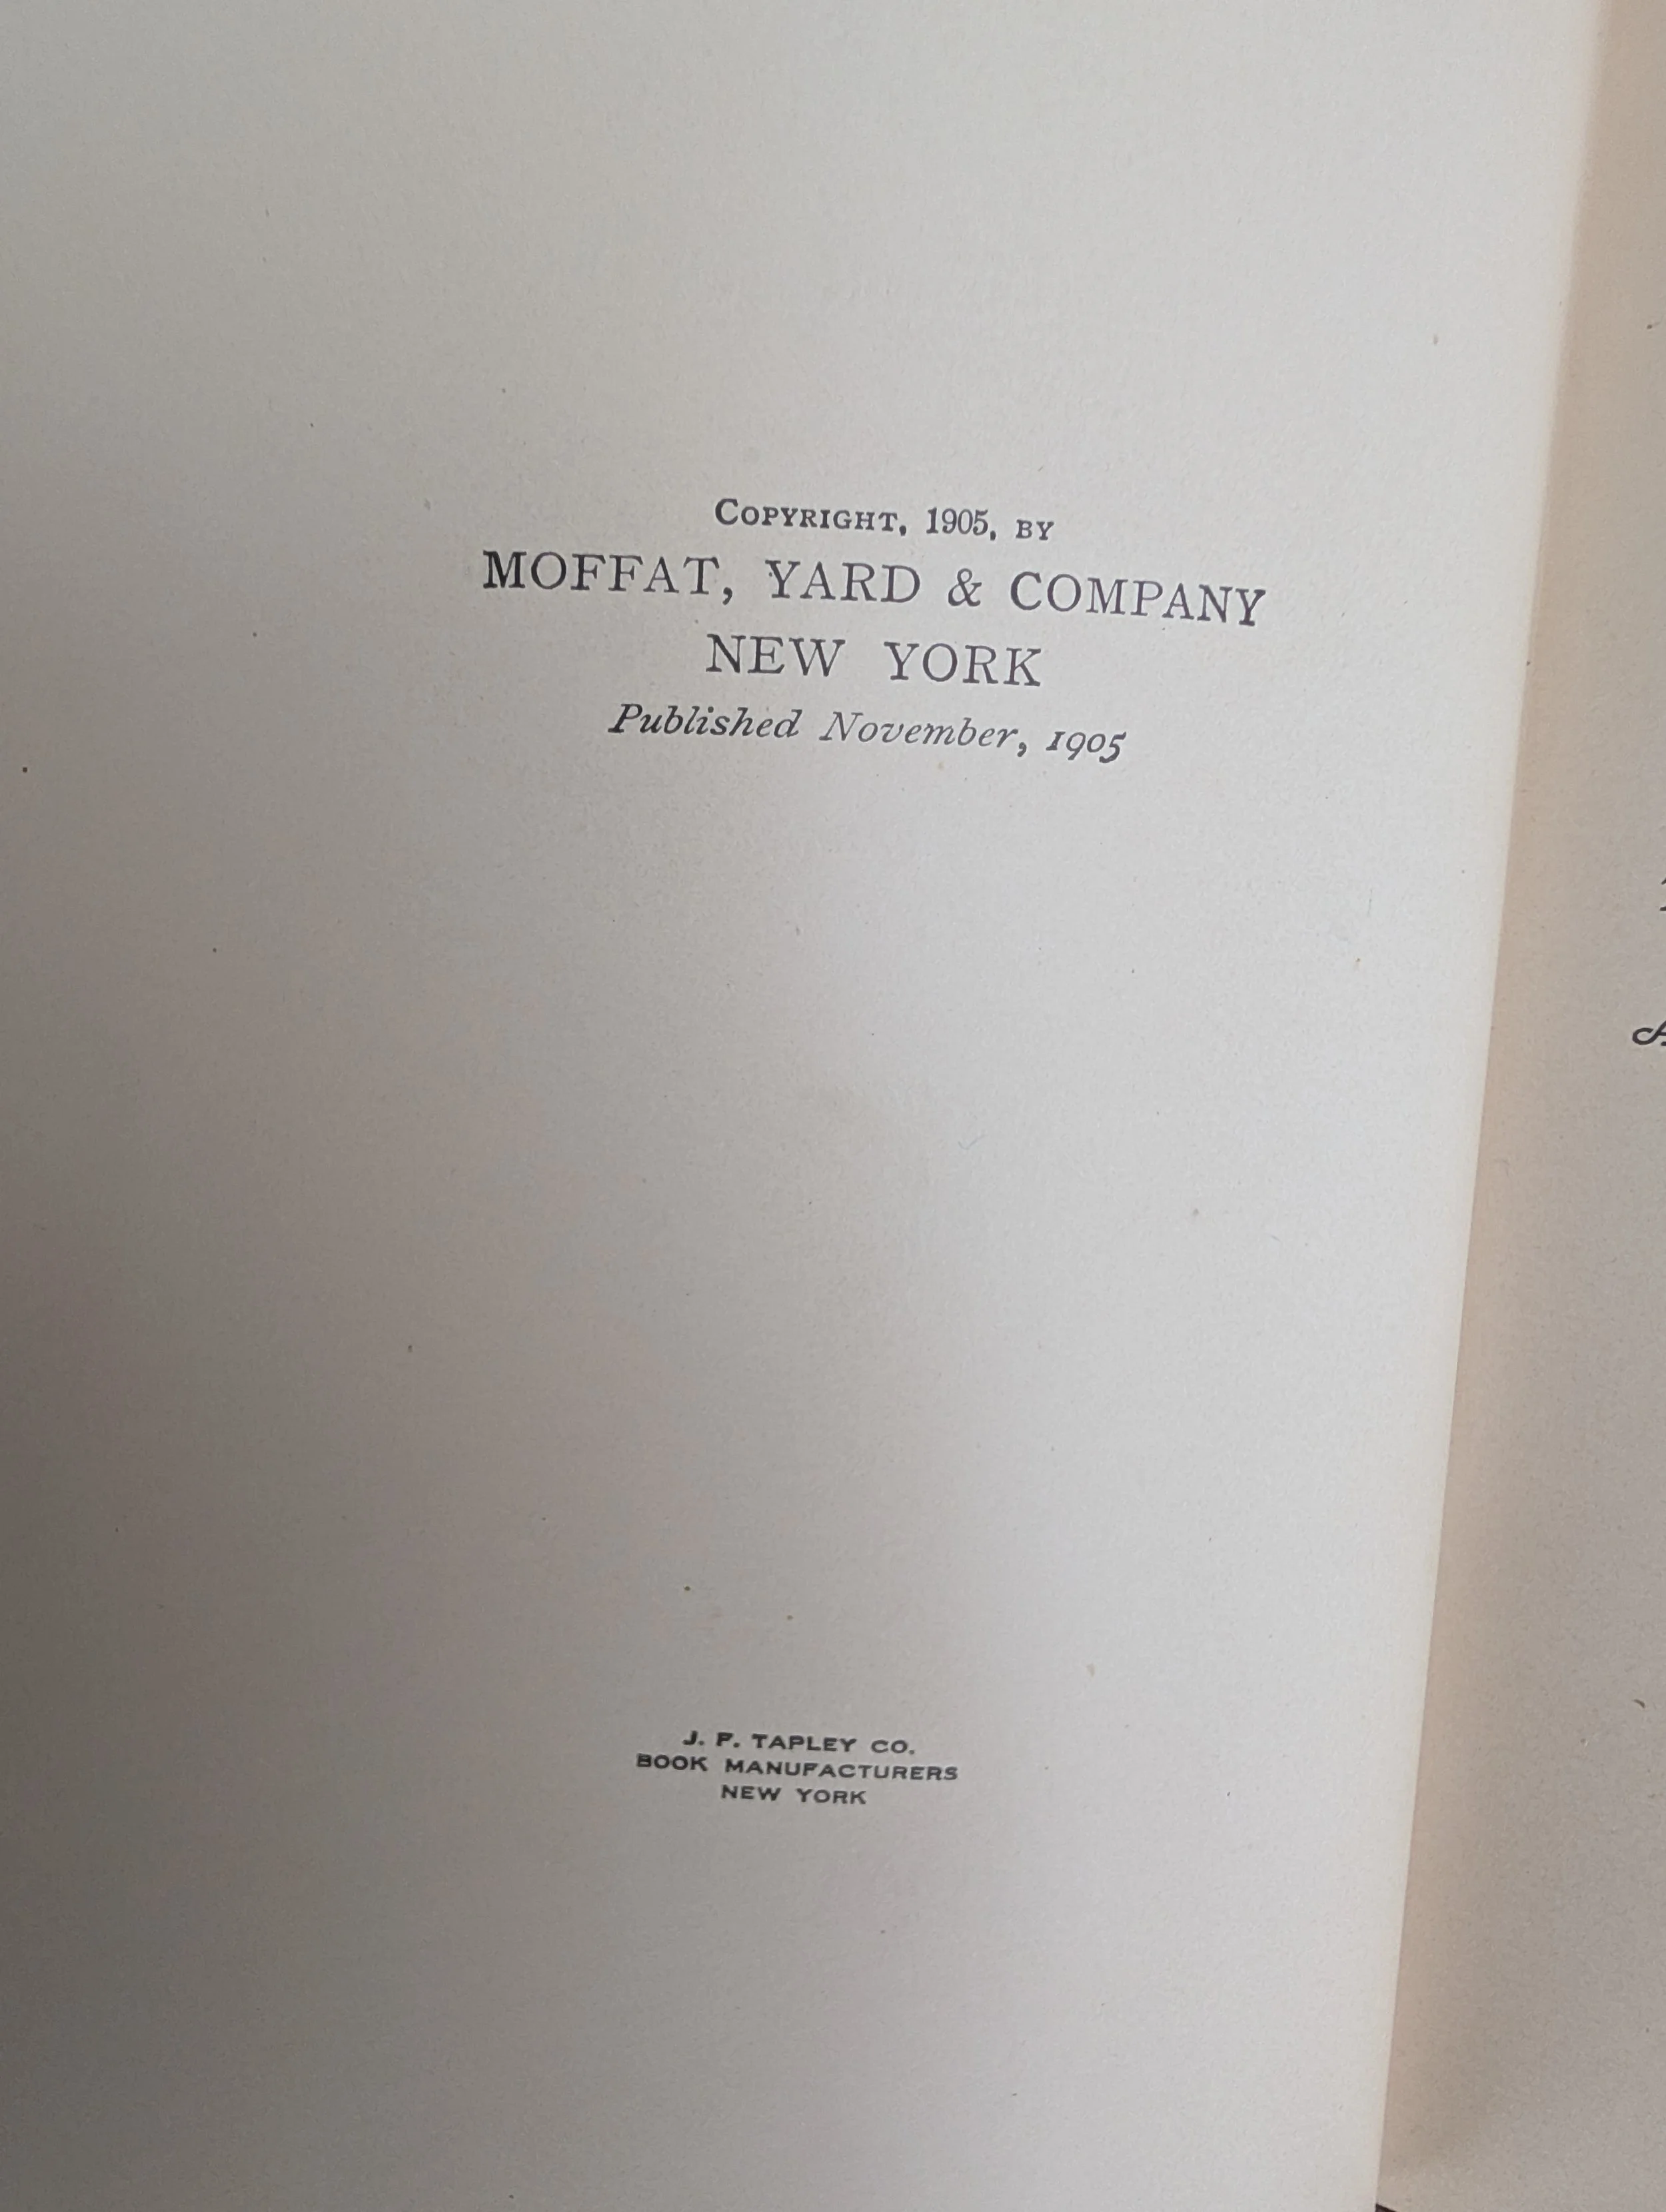 COPYRIGHT, 1905, BY
MOFFAT, YARD & COMPANY
NEW YORK
Published November, 1905
J. F. TAPLEY CO.
BOOK MANUFACTURERS
NEW YORK